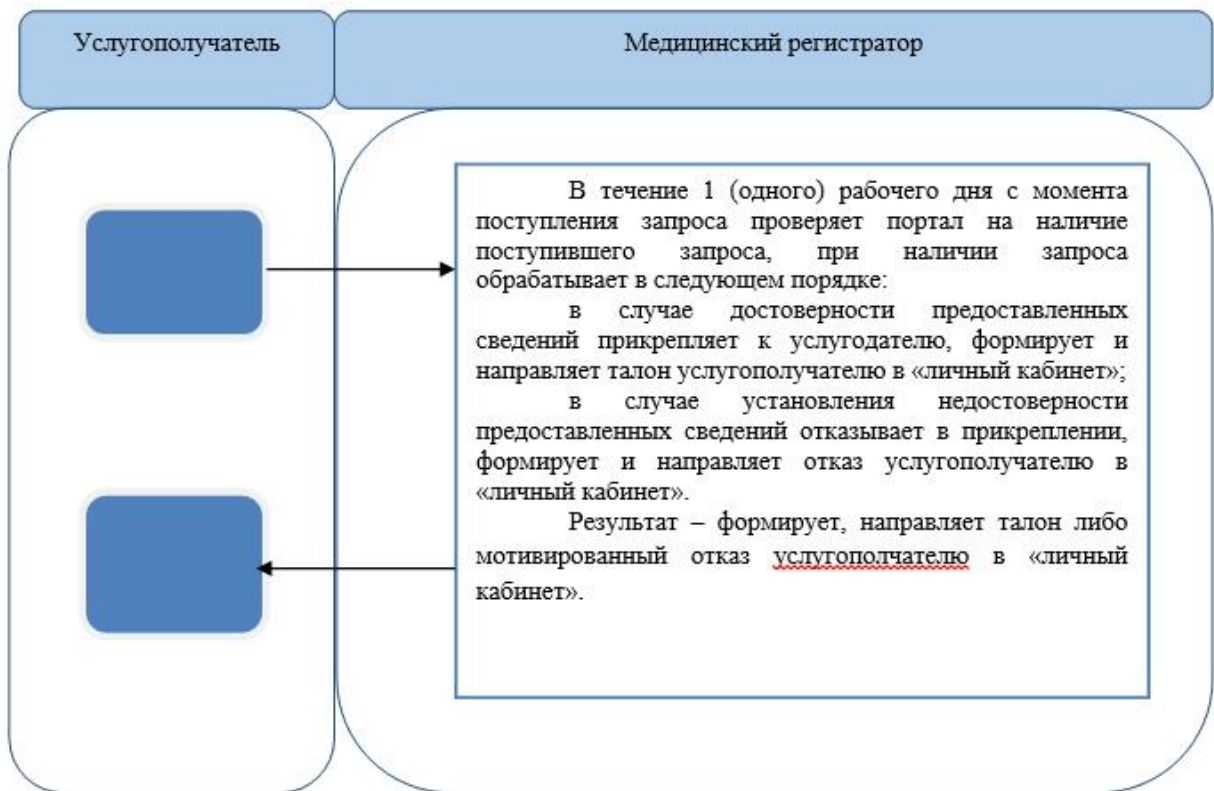 Услугополучатель
Медицинский регистратор
В течение 1 (одного) рабочего дня с момента
поступления запроса проверяет портал на наличие
поступившего запроса, при наличии запроса
обрабатывает в следующем порядке:
в случае достоверности предоставленных
сведений прикрепляет к услугодателю, формирует и
направляет талон услугополучателю в «личный кабинет»;
в случае установления недостоверности
предоставленных сведений отказывает в прикреплении,
формирует и направляет отказ услугополучателю в
«личный кабинет».
Результат – формирует, направляет талон либо
мотивированный отказ услугополчателю в «личный
кабинет».